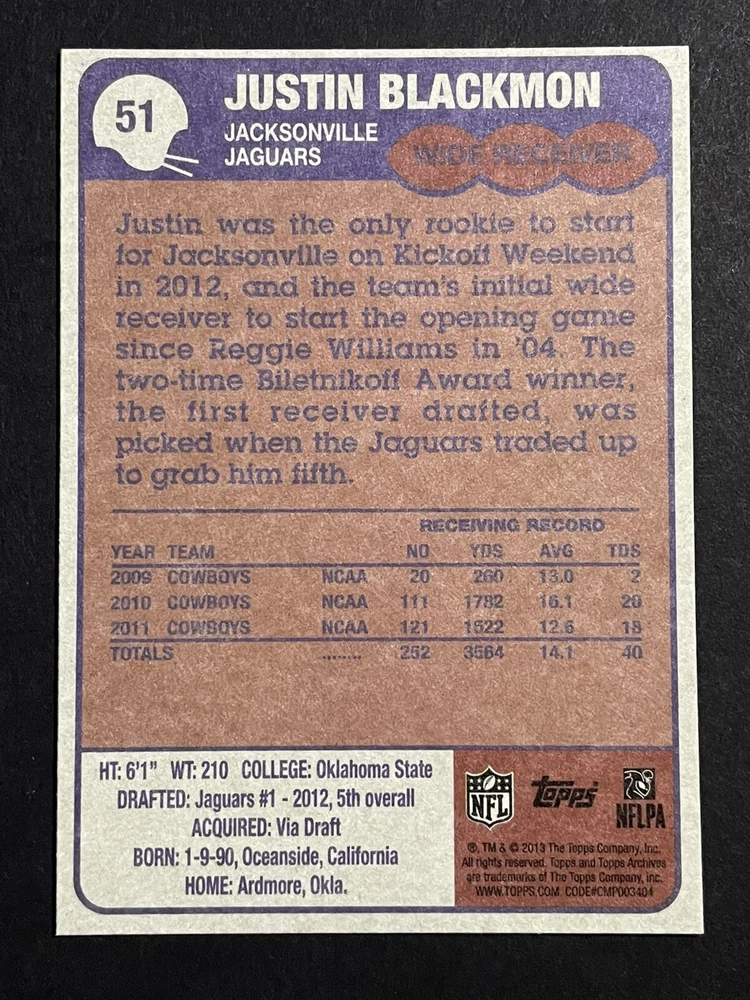 51
JUSTIN BLACKMON
JACKSONVILLE
JAGUARS
WIDE RECEIVER
Justin was the only rookie to start
for Jacksonville on Kickoff Weekend
in 2012, and the team's initial wide
receiver to start the opening game
since Reggie Williams in '04. The
two-time Biletnikoff Award winner,
the first receiver drafted, was
picked when the Jaguars traded up
to grab him fifth.
RECEIVING RECORD
YEAR TEAM NO YDS AVG TDS
2009 COWBOYS NCAA 20 260 13.0 2
2010 COWBOYS NCAA 111 1782 16.1 20
2011 COWBOYS NCAA 121 1522 12.6 18
TOTALS ........ 252 3564 14.1 40
HT: 6'1" WT: 210 COLLEGE: Oklahoma State
DRAFTED: Jaguars #1 - 2012, 5th overall
ACQUIRED: Via Draft
BORN: 1-9-90, Oceanside, California
HOME: Ardmore, Okla.
NFL
Topps
NFLPA
®, TM & © 2013 The Topps Company, Inc.
All rights reserved. Topps and Topps Archives
are trademarks of The Topps Company, Inc.
WWW.TOPPS.COM. CODE#CMP003404